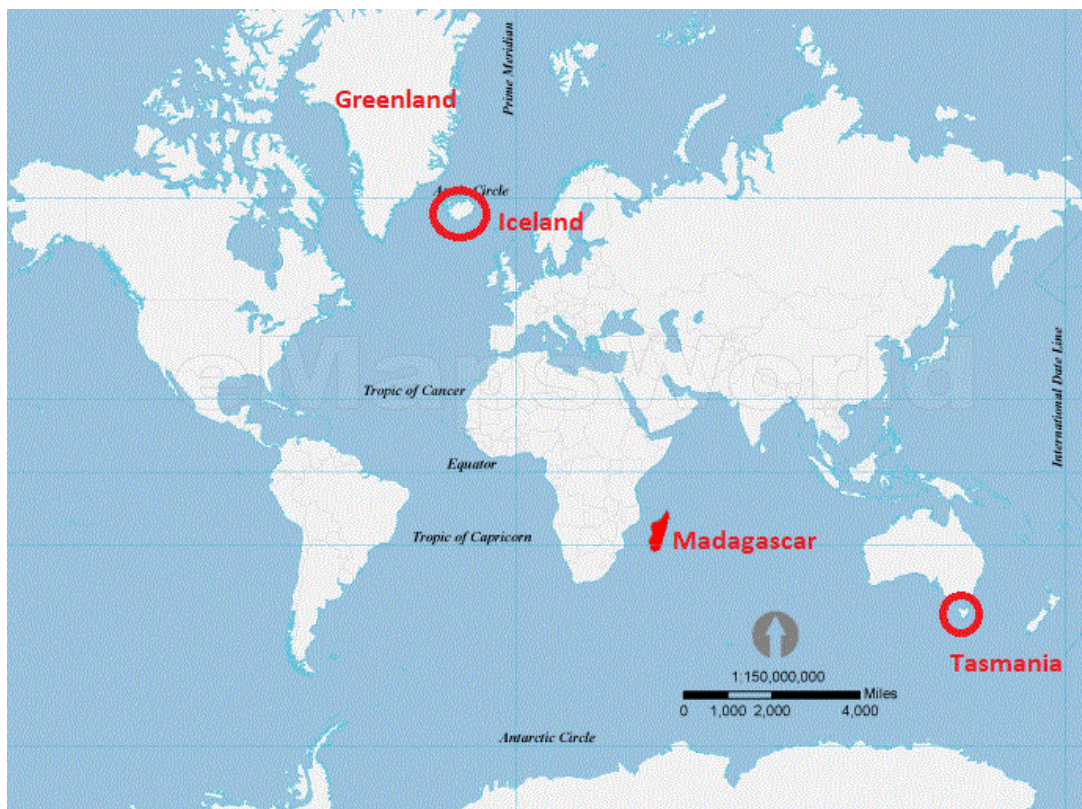 Prime Meridian
Greenland
Arctic Circle
Iceland
eMapsWorld
International Date Line
Tropic of Cancer
Equator
Tropic of Capricorn
Madagascar
Tasmania
1:150,000,000
Miles
0 1,000 2,000 4,000
Antarctic Circle